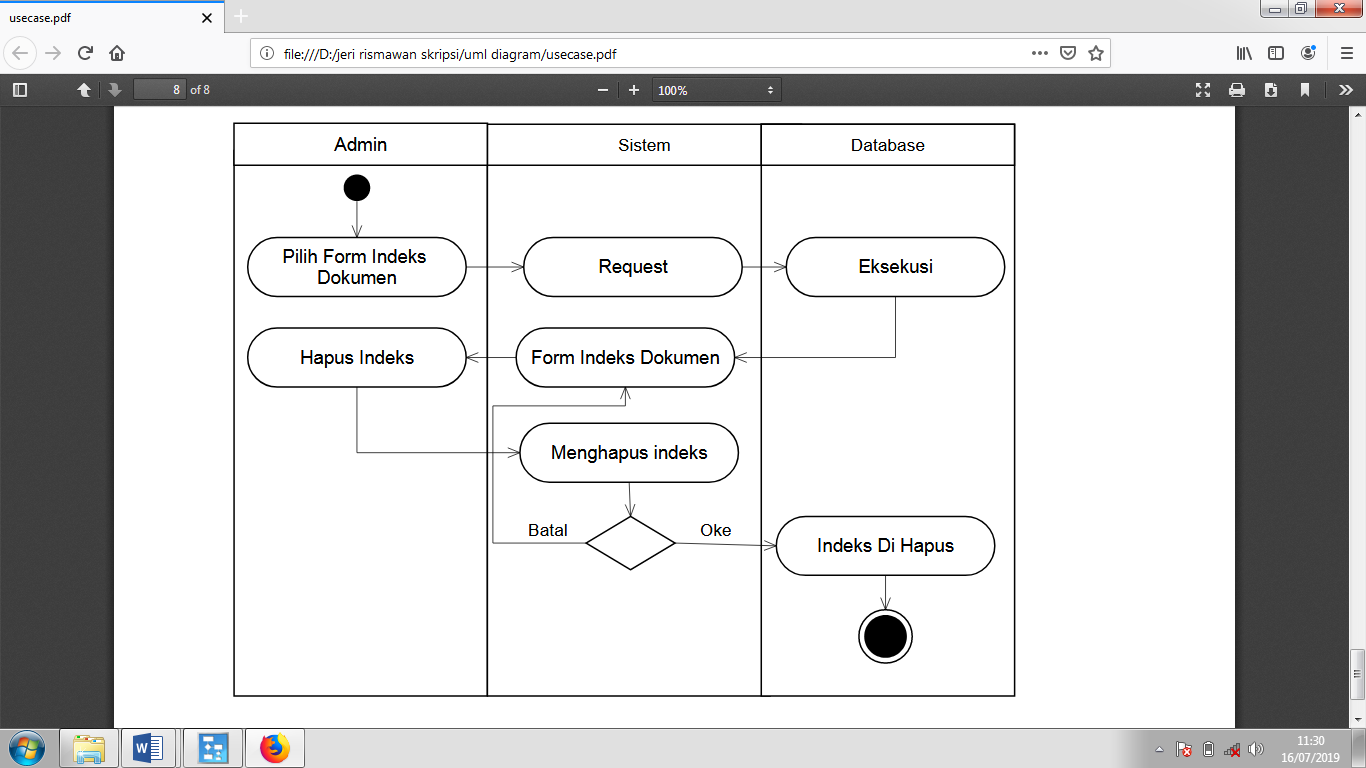 usecase.pdf
file:///D:/jeri rismawan skripsi/uml diagram/usecase.pdf
8 of 8
100%
Admin
Sistem
Database
Pilih Form Indeks
Dokumen
Request
Eksekusi
Hapus Indeks
Form Indeks Dokumen
Menghapus indeks
Batal
Oke
Indeks Di Hapus
11:30
16/07/2019